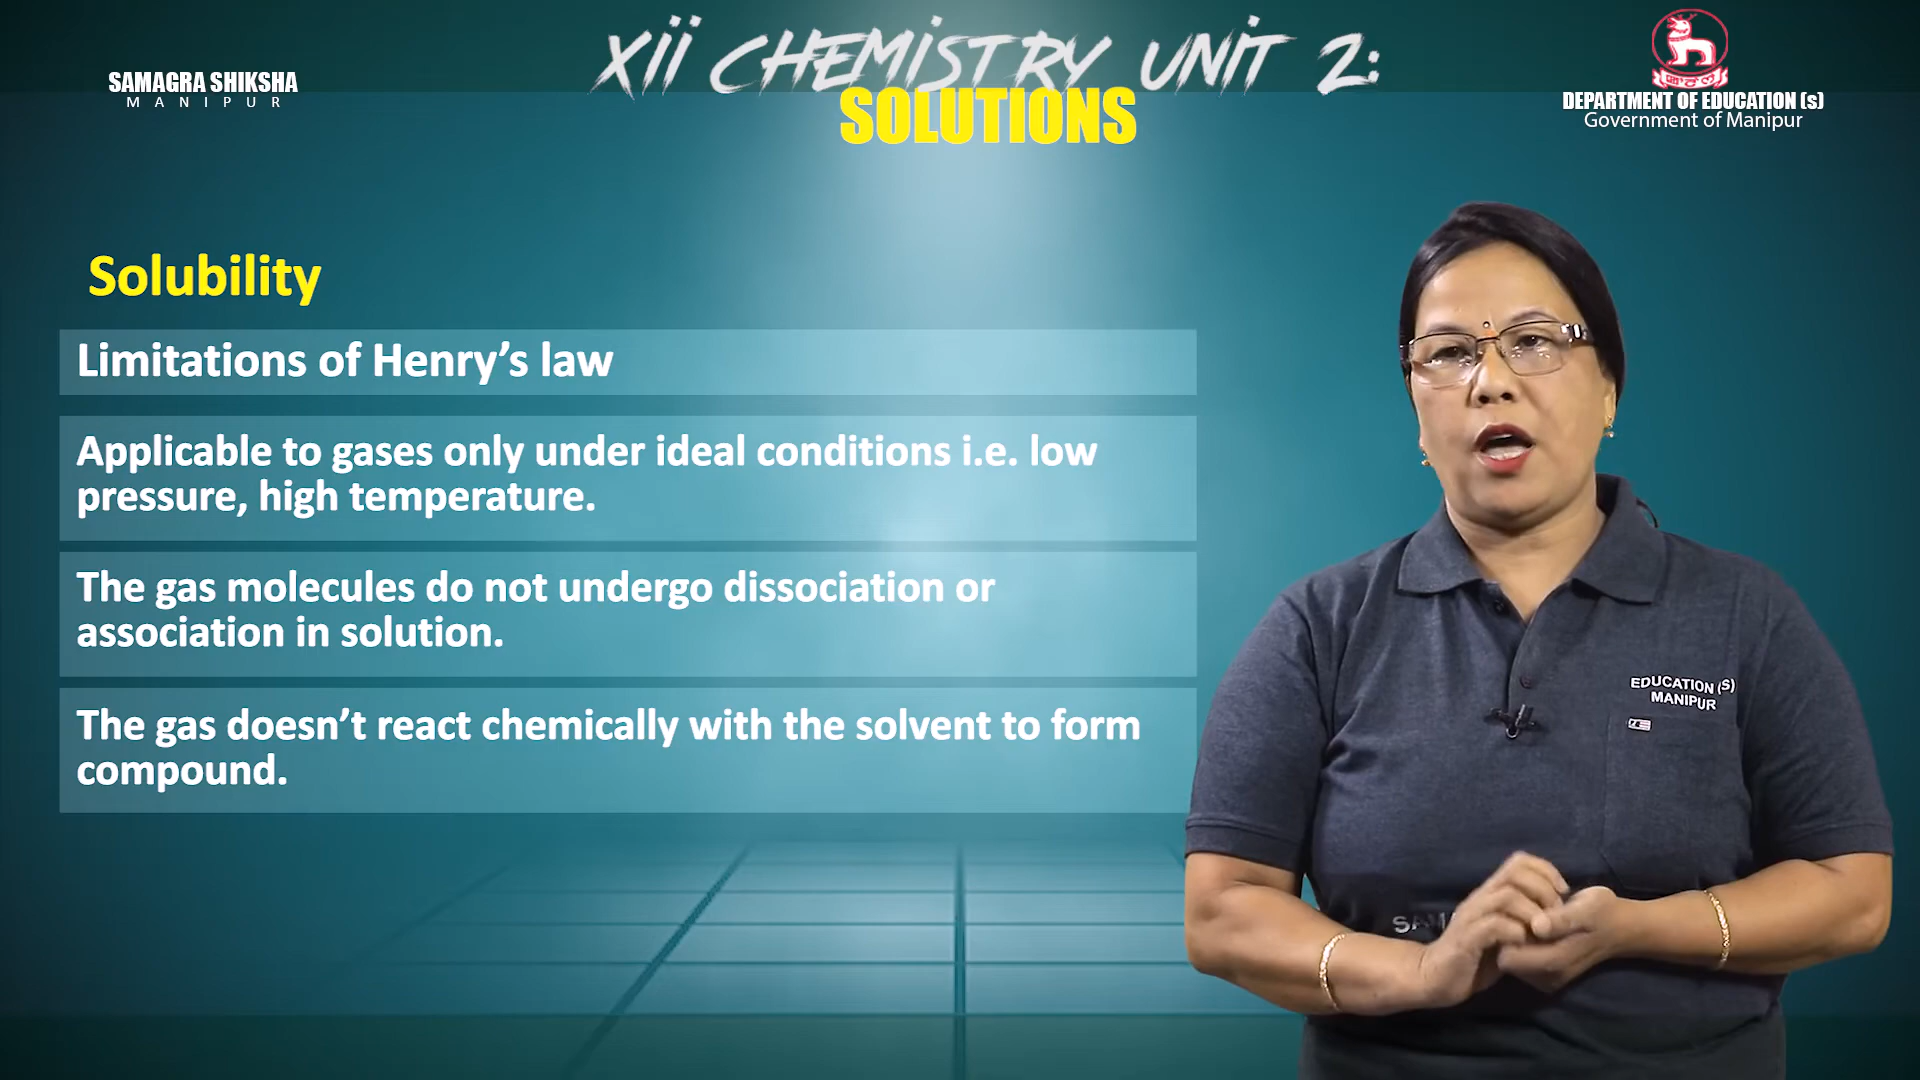 SAMAGRA SHIKSHA
MANIPUR
XII CHEMISTRY UNIT 2:
SOLUTIONS
DEPARTMENT OF EDUCATION (s)
Government of Manipur
Solubility
Limitations of Henry’s law
Applicable to gases only under ideal conditions i.e. low
pressure, high temperature.
The gas molecules do not undergo dissociation or
association in solution.
The gas doesn’t react chemically with the solvent to form
compound.
EDUCATION (S)
MANIPUR